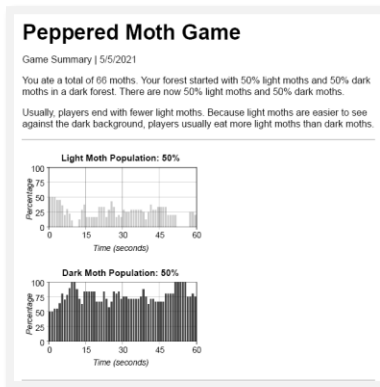 Peppered Moth Game
Game Summary | 5/5/2021
You ate a total of 66 moths. Your forest started with 50% light moths and 50% dark
moths in a dark forest. There are now 50% light moths and 50% dark moths.
Usually, players end with fewer light moths. Because light moths are easier to see
against the dark background, players usually eat more light moths than dark moths.
Light Moth Population: 50%
Percentage
100
75
50
25
0
0 15 30 45 60
Time (seconds)
Dark Moth Population: 50%
Percentage
100
75
50
25
0
0 15 30 45 60
Time (seconds)